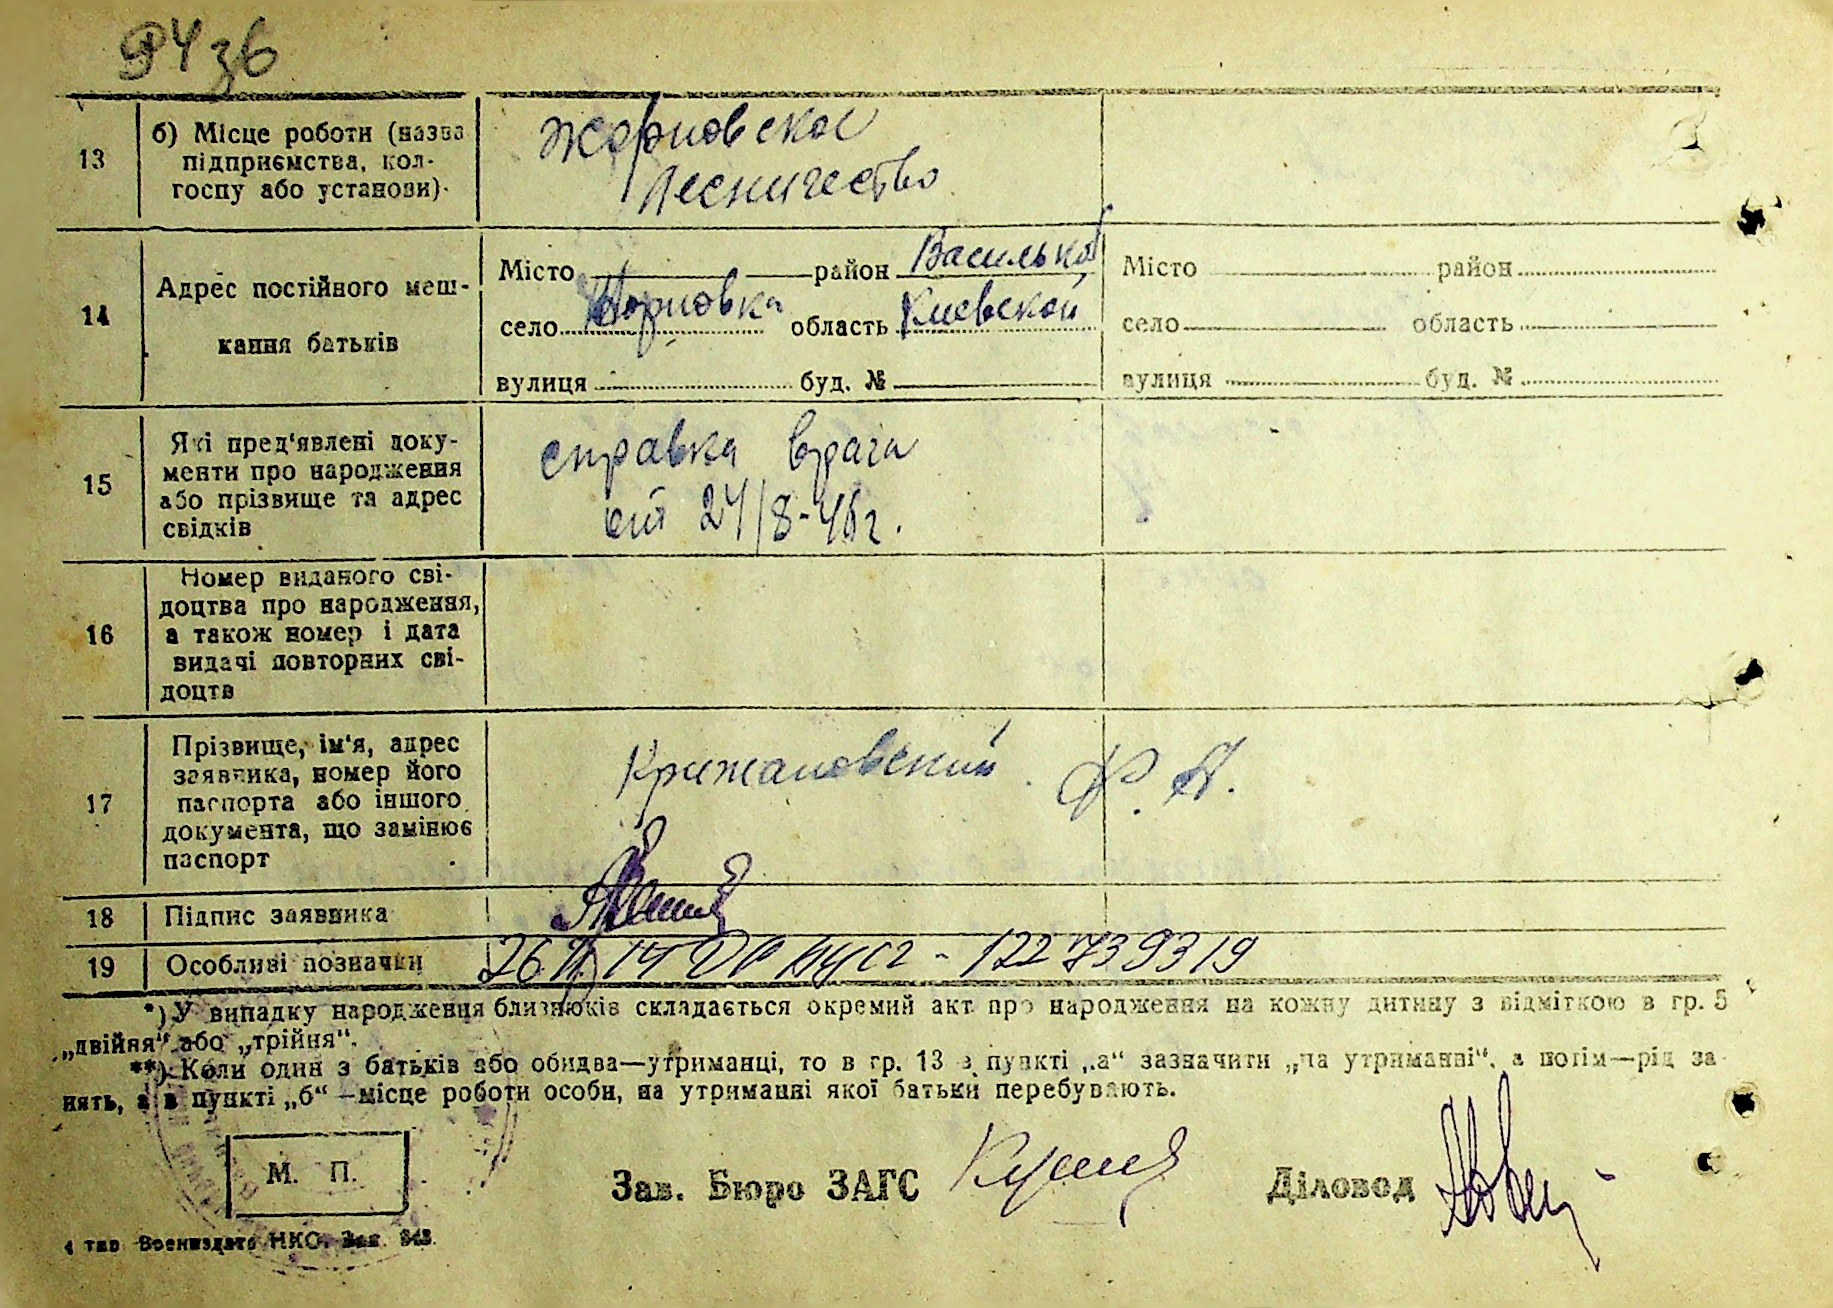 13 б) Місце роботи (назва Жорновское
підприємства, кол- Лесничество
госпу або установи).
14 Адрес постійного меш- Місто район Васильков Місто район
кання батьків село Жорновка область Киевской село область
вулиця буд. № вулиця буд. №
15 Які пред'явлені доку- справка врача
менти про народження от 24/8-46г.
або прізвище та адрес
свідків
16 Номер виданого сві-
доцтва про народження,
а також номер і дата
видачі повторних сві-
доцтв
17 Прізвище, ім'я, адрес Крижановский Ф. А.
заявника, номер його
паспорта або іншого
документа, що замінює
паспорт
18 Підпис заявника
19 Особливі позначки
*) У випадку народження близнюків складається окремий акт про народження на кожну дитину з відміткою в гр. 5
„двійня“ або „трійня“.
**) Коли один з батьків або обидва—утриманці, то в гр. 13 в пункті „а“ зазначити „на утриманні“, а потім—рід за
нять, а в пункті „б“—місце роботи особи, на утриманні якої батьки перебувають.
М. П.
Зав. Бюро ЗАГС Діловод
4 тип Воениздата НКО. Зак. 943